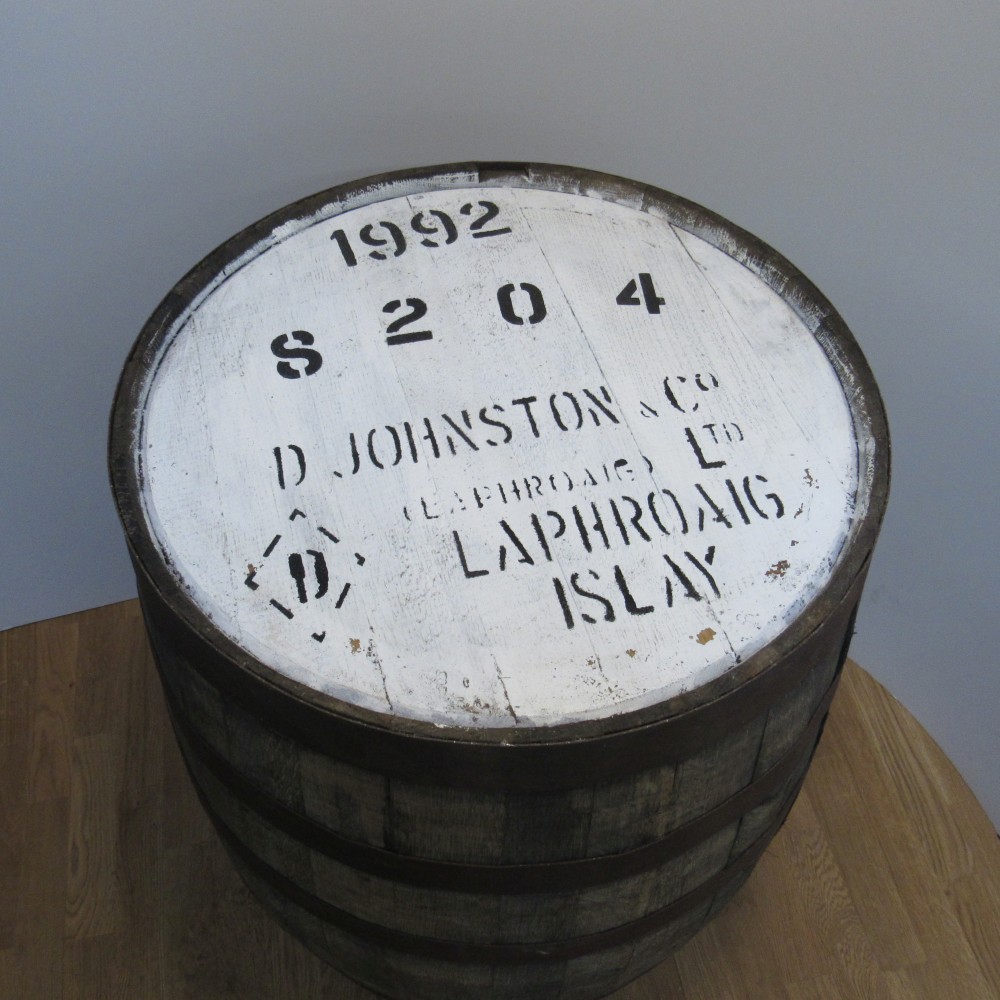 1992
S 2 0 4
D JOHNSTON & Cº
LTD
(LAPHROAIG)
LAPHROAIG
ISLAY
D